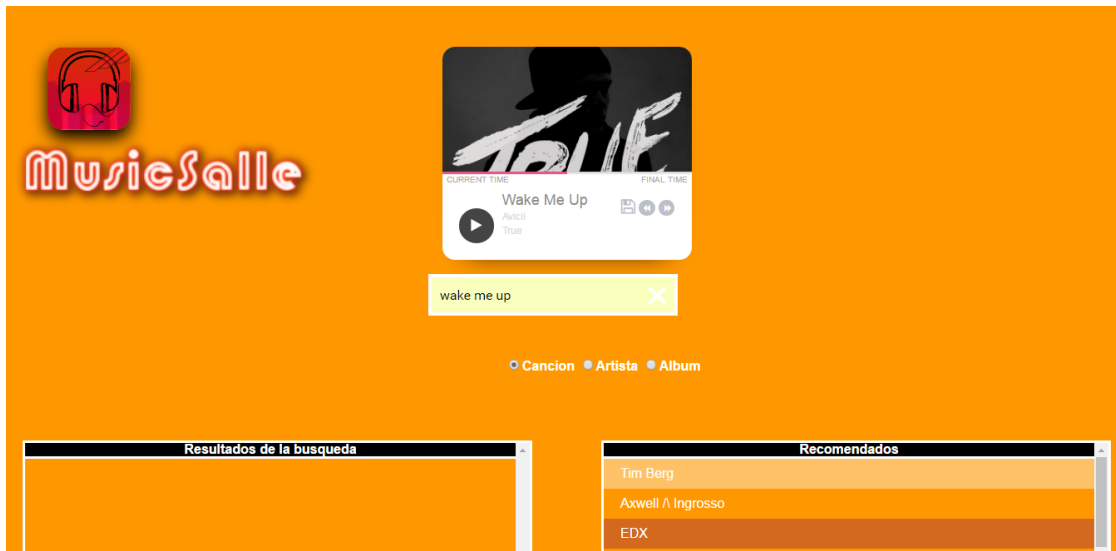 MusicSalle
TRUE
CURRENT TIME FINAL TIME
Wake Me Up
Avicii
True
wake me up
Cancion Artista Album
Resultados de la busqueda
Recomendados
Tim Berg
Axwell /\ Ingrosso
EDX